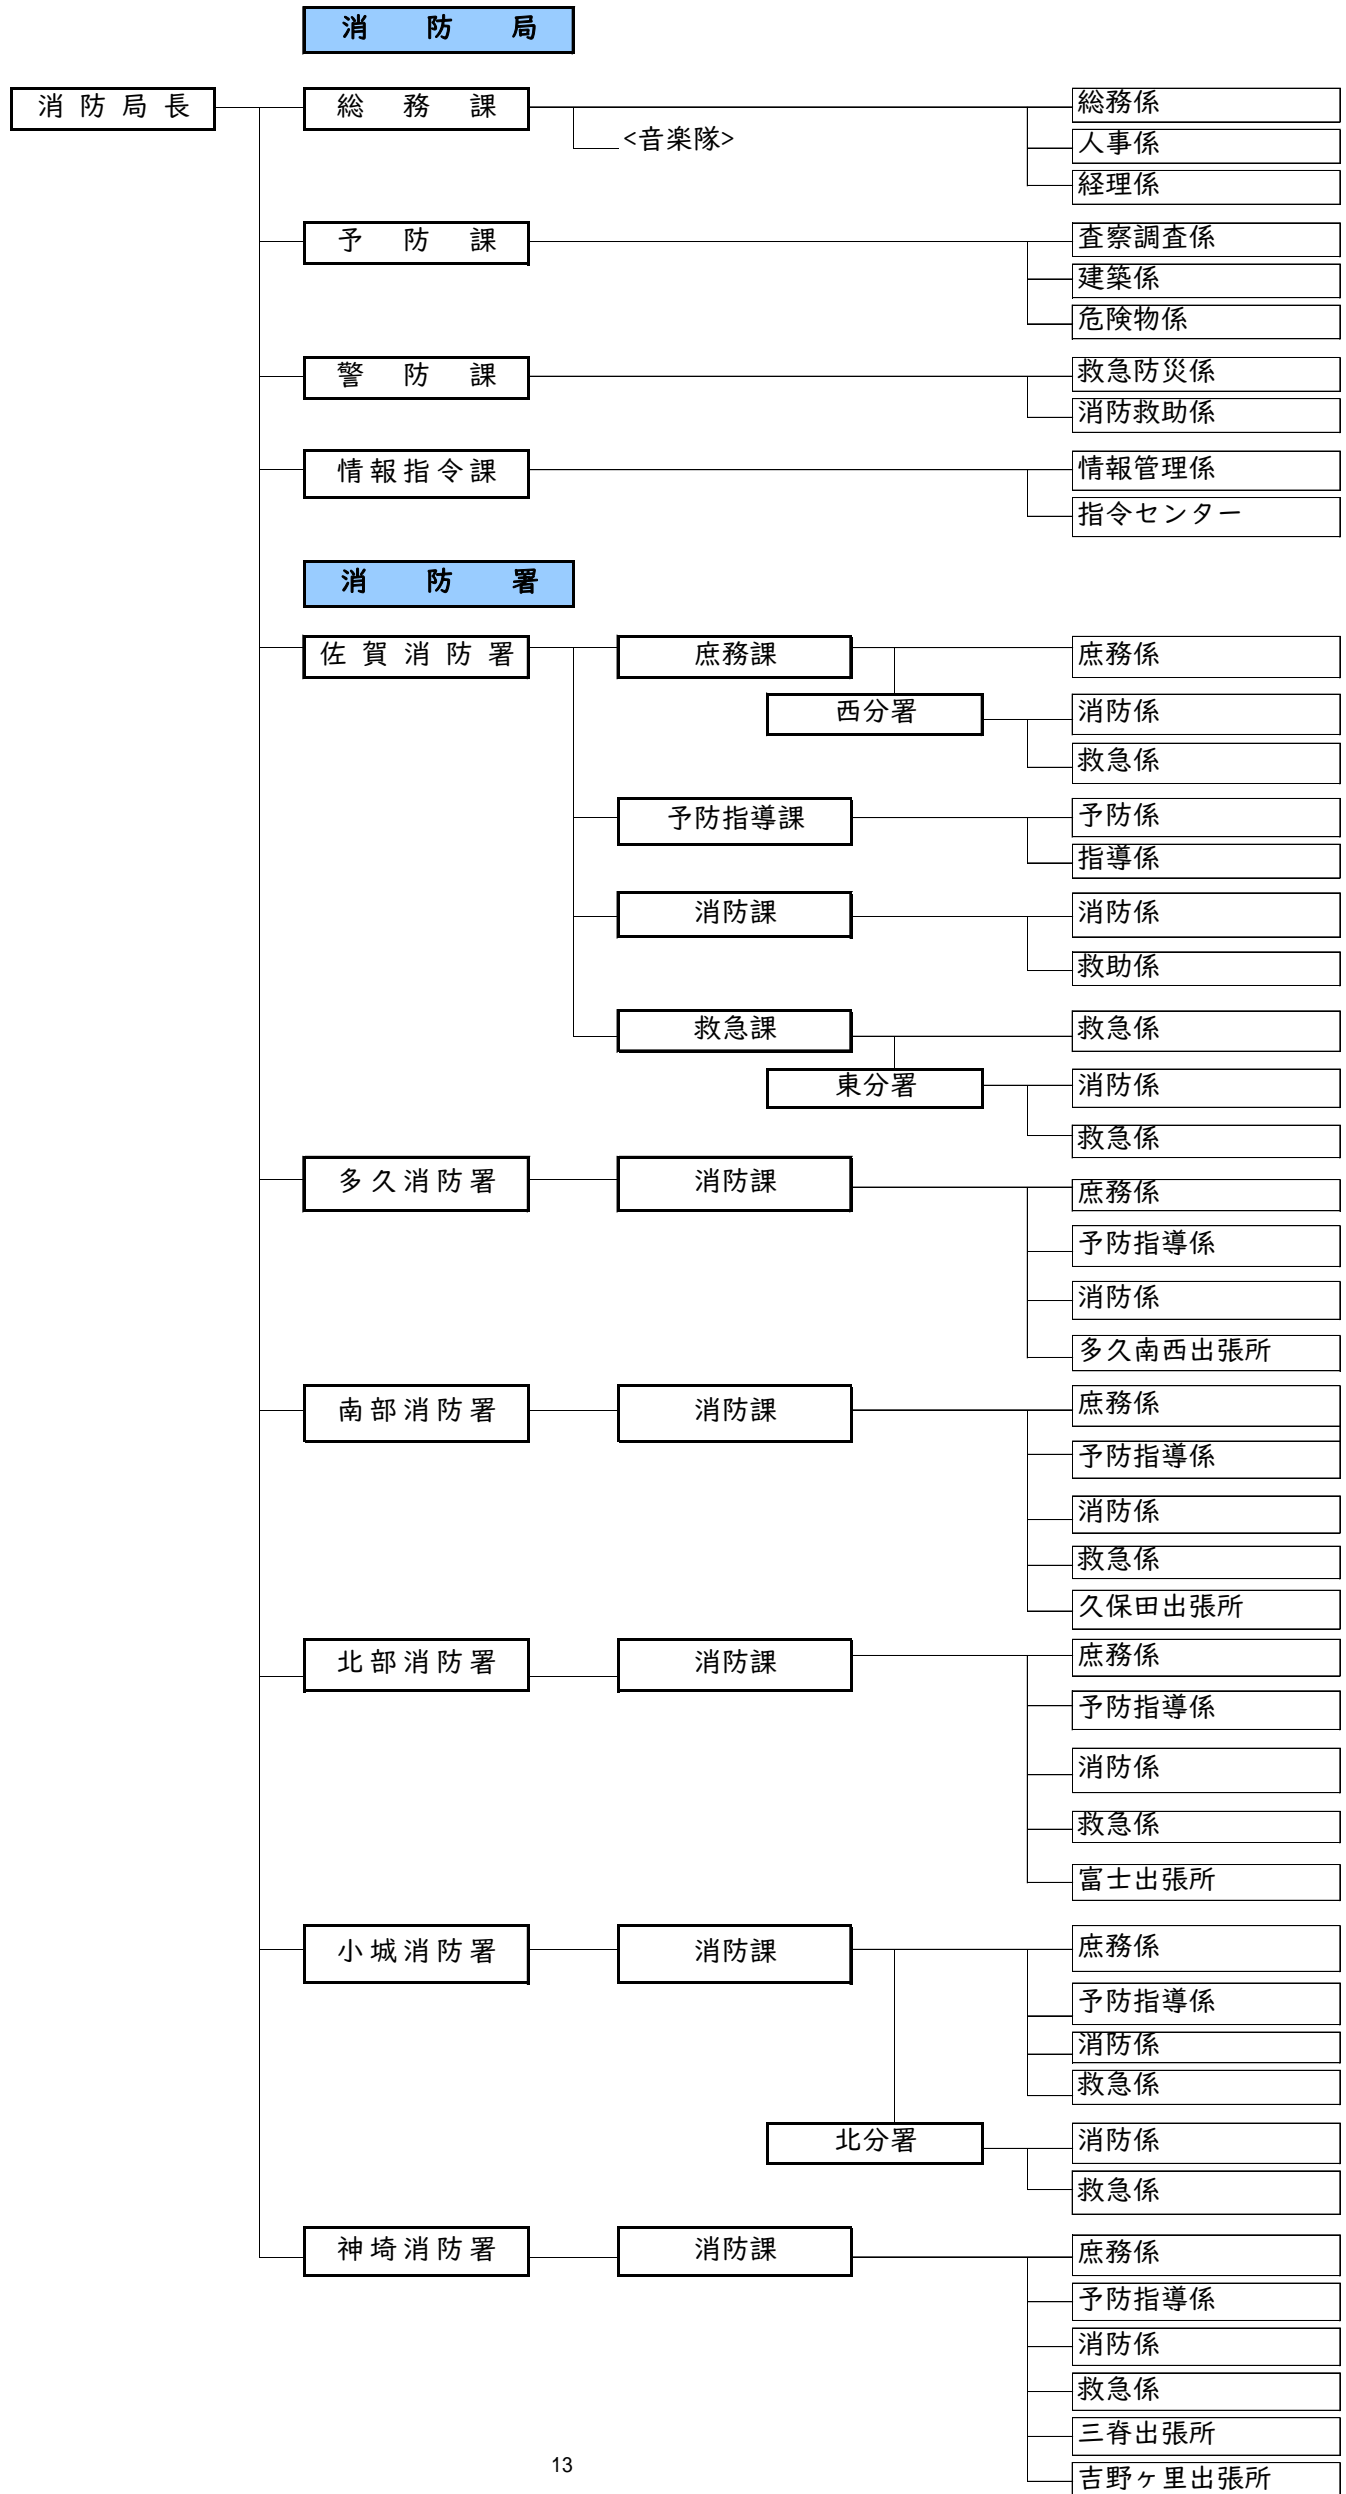 消防局
消防局長
総務課
総務係
<音楽隊>
人事係
経理係
予防課
査察調査係
建築係
危険物係
警防課
救急防災係
消防救助係
情報指令課
情報管理係
指令センター
消防署
佐賀消防署
庶務課
庶務係
西分署
消防係
救急係
予防指導課
予防係
指導係
消防課
消防係
救助係
救急課
救急係
東分署
消防係
救急係
多久消防署
消防課
庶務係
予防指導係
消防係
多久南西出張所
南部消防署
消防課
庶務係
予防指導係
消防係
救急係
久保田出張所
北部消防署
消防課
庶務係
予防指導係
消防係
救急係
富士出張所
小城消防署
消防課
庶務係
予防指導係
消防係
救急係
北分署
消防係
救急係
神埼消防署
消防課
庶務係
予防指導係
消防係
救急係
三脊出張所
吉野ヶ里出張所
13